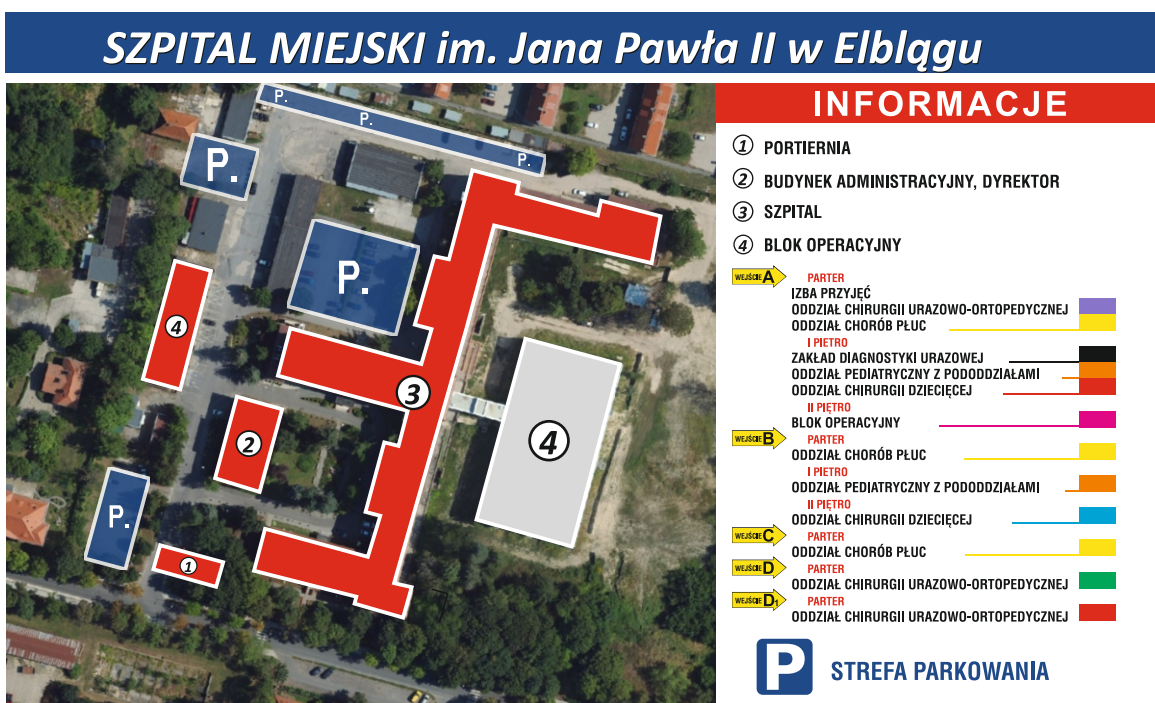 SZPITAL MIEJSKI im. Jana Pawła II w Elblągu
P.
P.
P.
P.
P.
4
3
2
4
P.
1
INFORMACJE
1 PORTIERNIA
2 BUDYNEK ADMINISTRACYJNY, DYREKTOR
3 SZPITAL
4 BLOK OPERACYJNY
WEJŚCIE A PARTER
IZBA PRZYJĘĆ
ODDZIAŁ CHIRURGII URAZOWO-ORTOPEDYCZNEJ
ODDZIAŁ CHORÓB PŁUC
I PIETRO
ZAKŁAD DIAGNOSTYKI URAZOWEJ
ODDZIAŁ PEDIATRYCZNY Z PODODDZIAŁAMI
ODDZIAŁ CHIRURGII DZIECIĘCEJ
II PIĘTRO
BLOK OPERACYJNY
WEJŚCIE B PARTER
ODDZIAŁ CHORÓB PŁUC
I PIETRO
ODDZIAŁ PEDIATRYCZNY Z PODODDZIAŁAMI
II PIĘTRO
ODDZIAŁ CHIRURGII DZIECIĘCEJ
WEJŚCIE C PARTER
ODDZIAŁ CHORÓB PŁUC
WEJŚCIE D PARTER
ODDZIAŁ CHIRURGII URAZOWO-ORTOPEDYCZNEJ
WEJŚCIE D1 PARTER
ODDZIAŁ CHIRURGII URAZOWO-ORTOPEDYCZNEJ
P STREFA PARKOWANIA